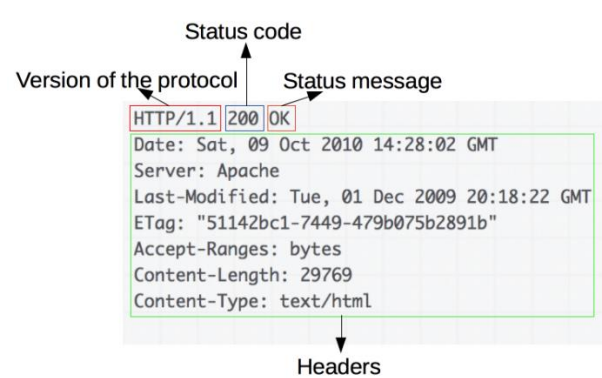 Status code
Version of the protocol Status message
HTTP/1.1 200 OK
Date: Sat, 09 Oct 2010 14:28:02 GMT
Server: Apache
Last-Modified: Tue, 01 Dec 2009 20:18:22 GMT
ETag: "51142bc1-7449-479b075b2891b"
Accept-Ranges: bytes
Content-Length: 29769
Content-Type: text/html
Headers